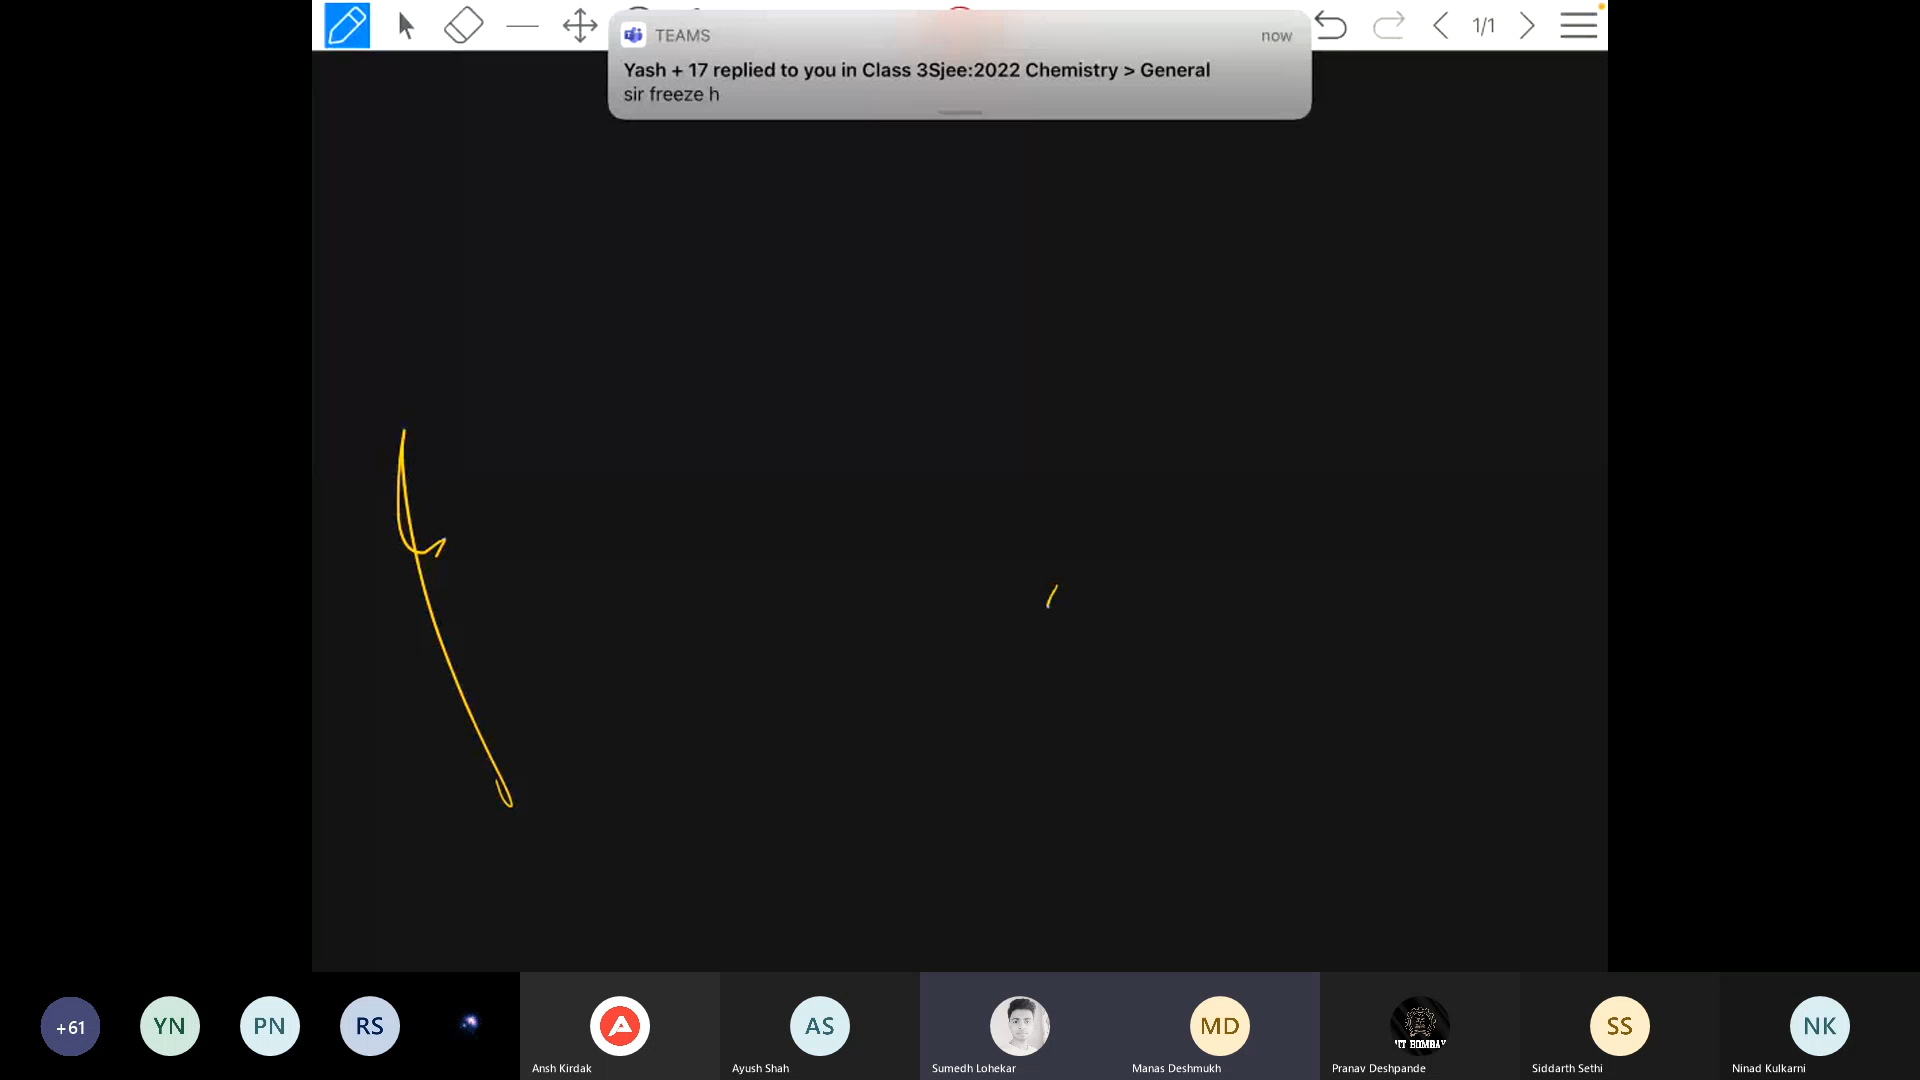 1/1
TEAMS
now
Yash + 17 replied to you in Class 3Sjee:2022 Chemistry > General
sir freeze h
+61
YN
PN
RS
AS
MD
IT BOMBAY
SS
NK
Ansh Kirdak
Ayush Shah
Sumedh Lohekar
Manas Deshmukh
Pranav Deshpande
Siddarth Sethi
Ninad Kulkarni